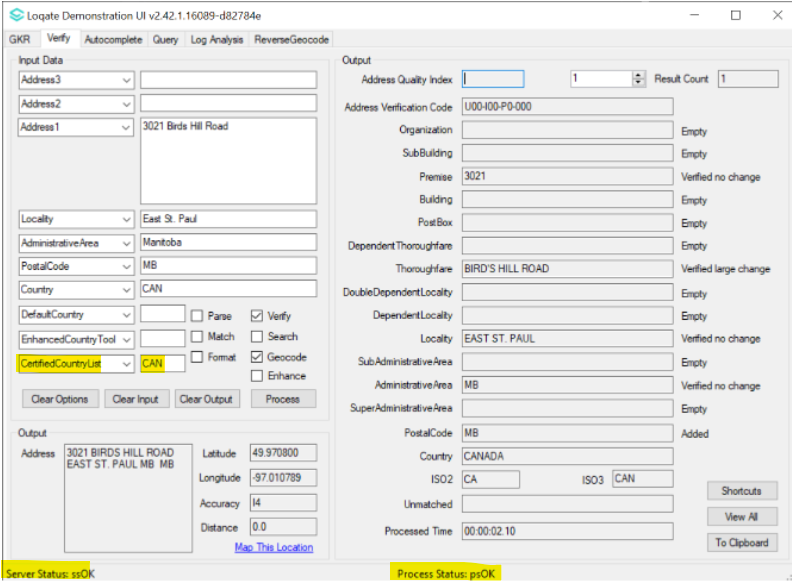 Loqate Demonstration UI v2.42.1.16089-d82784e
GKR Verify Autocomplete Query Log Analysis ReverseGeocode
Input Data
Address3
Address2
Address1 3021 Birds Hill Road
Locality East St. Paul
AdministrativeArea Manitoba
PostalCode MB
Country CAN
DefaultCountry Parse Verify
EnhancedCountryTool Match Search
CertifiedCountryList CAN Format Geocode
Enhance
Clear Options Clear Input Clear Output Process
Output
Address 3021 BIRDS HILL ROAD
EAST ST. PAUL MB MB
Latitude 49.970800
Longitude -97.010789
Accuracy I4
Distance 0.0
Map This Location
Output
Address Quality Index 1 Result Count 1
Address Verification Code U00-I00-P0-000
Organization Empty
SubBuilding Empty
Premise 3021 Verified no change
Building Empty
PostBox Empty
DependentThoroughfare Empty
Thoroughfare BIRD'S HILL ROAD Verified large change
DoubleDependentLocality Empty
DependentLocality Empty
Locality EAST ST. PAUL Verified no change
SubAdministrativeArea Empty
AdministrativeArea MB Verified no change
SuperAdministrativeArea Empty
PostalCode MB Added
Country CANADA
ISO2 CA ISO3 CAN
Unmatched
Processed Time 00:00:02.10
Shortcuts
View All
To Clipboard
Server Status: ssOK Process Status: psOK